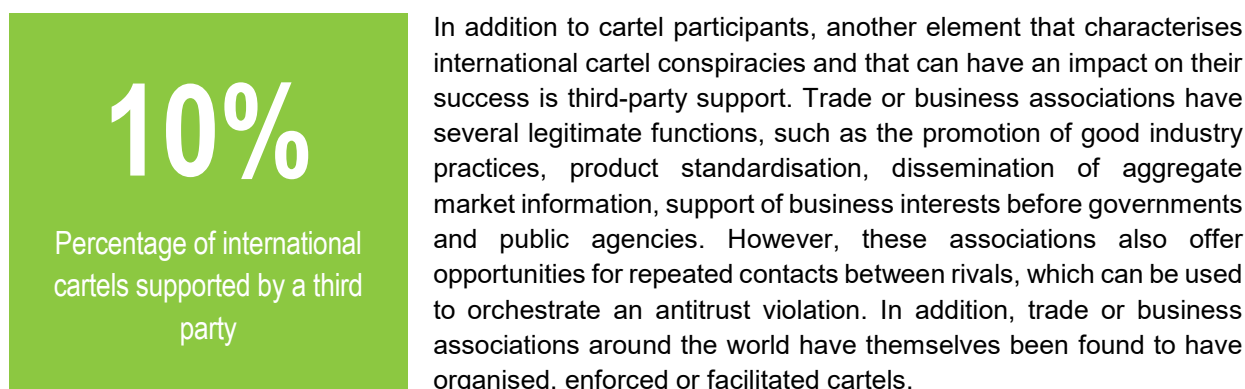 10%
Percentage of international
cartels supported by a third
party
In addition to cartel participants, another element that characterises
international cartel conspiracies and that can have an impact on their
success is third-party support. Trade or business associations have
several legitimate functions, such as the promotion of good industry
practices, product standardisation, dissemination of aggregate
market information, support of business interests before governments
and public agencies. However, these associations also offer
opportunities for repeated contacts between rivals, which can be used
to orchestrate an antitrust violation. In addition, trade or business
associations around the world have themselves been found to have
organised, enforced or facilitated cartels.